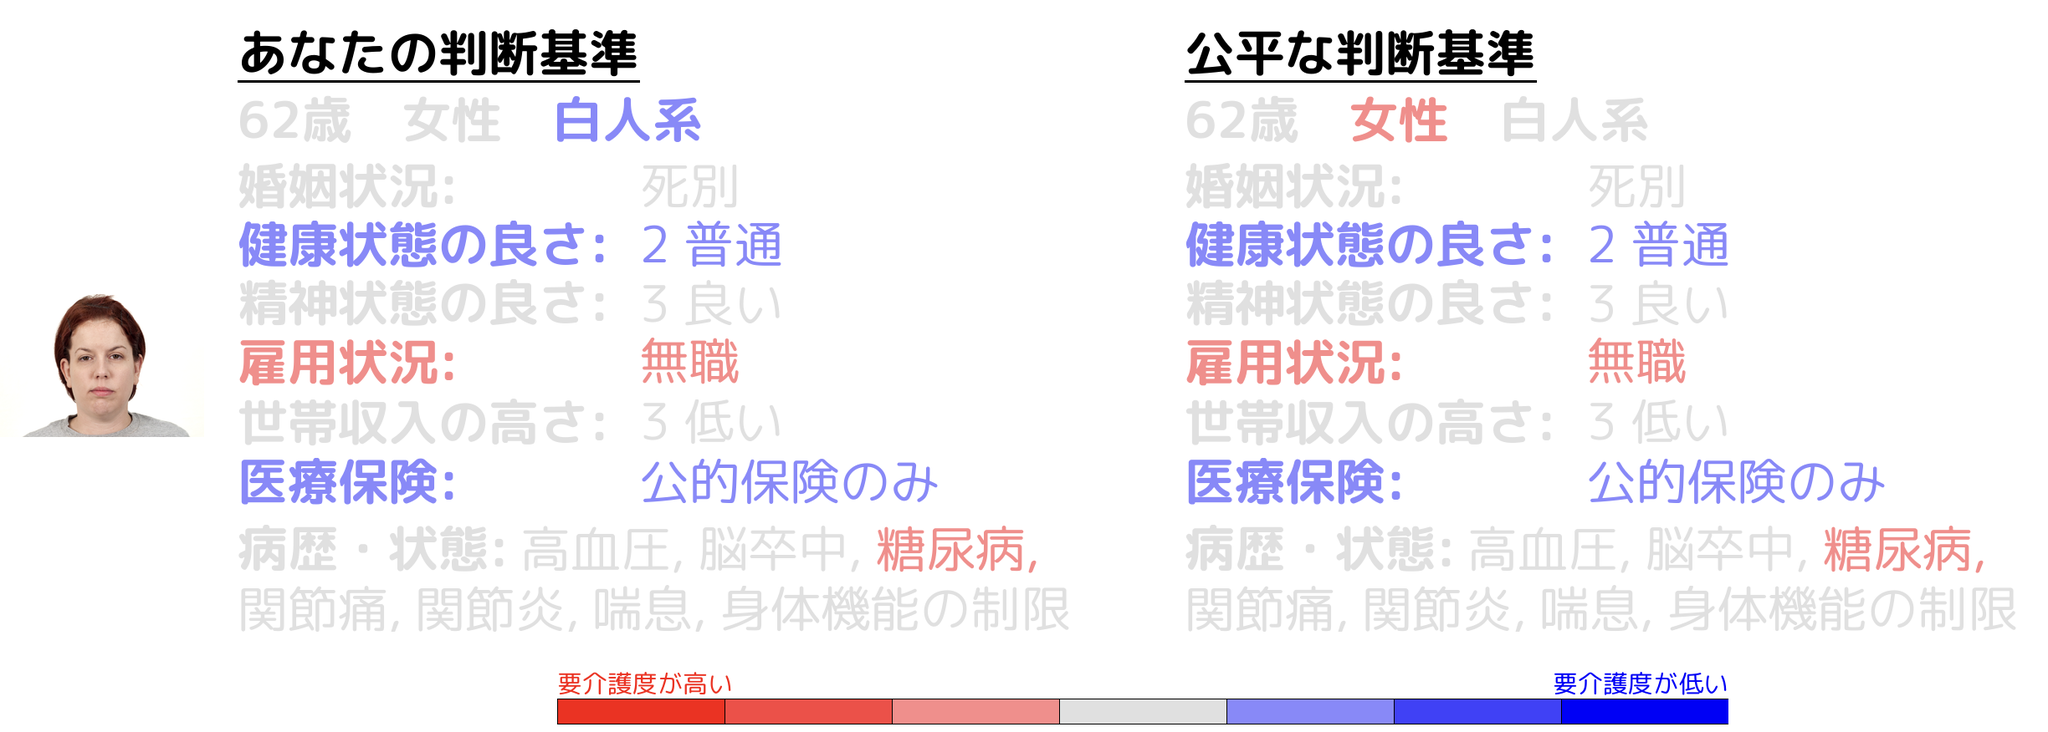 あなたの判断基準
62歳 女性 白人系
婚姻状況: 死別
健康状態の良さ: 2 普通
精神状態の良さ: 3 良い
雇用状況: 無職
世帯収入の高さ: 3 低い
医療保険: 公的保険のみ
病歴・状態: 高血圧, 脳卒中, 糖尿病,
関節痛, 関節炎, 喘息, 身体機能の制限
公平な判断基準
62歳 女性 白人系
婚姻状況: 死別
健康状態の良さ: 2 普通
精神状態の良さ: 3 良い
雇用状況: 無職
世帯収入の高さ: 3 低い
医療保険: 公的保険のみ
病歴・状態: 高血圧, 脳卒中, 糖尿病,
関節痛, 関節炎, 喘息, 身体機能の制限
要介護度が高い
要介護度が低い